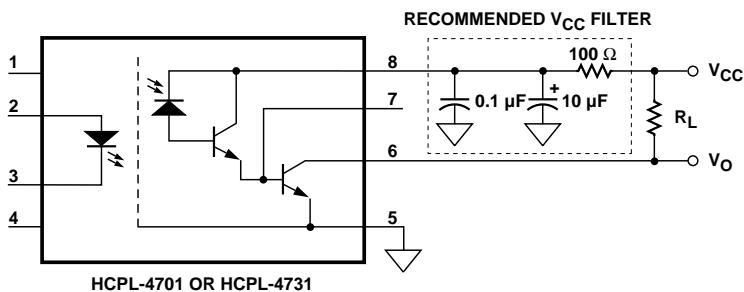 RECOMMENDED VCC FILTER
100 Ω
1
8
VCC
0.1 µF
+
10 µF
2
7
RL
3
6
VO
4
5
HCPL-4701 OR HCPL-4731